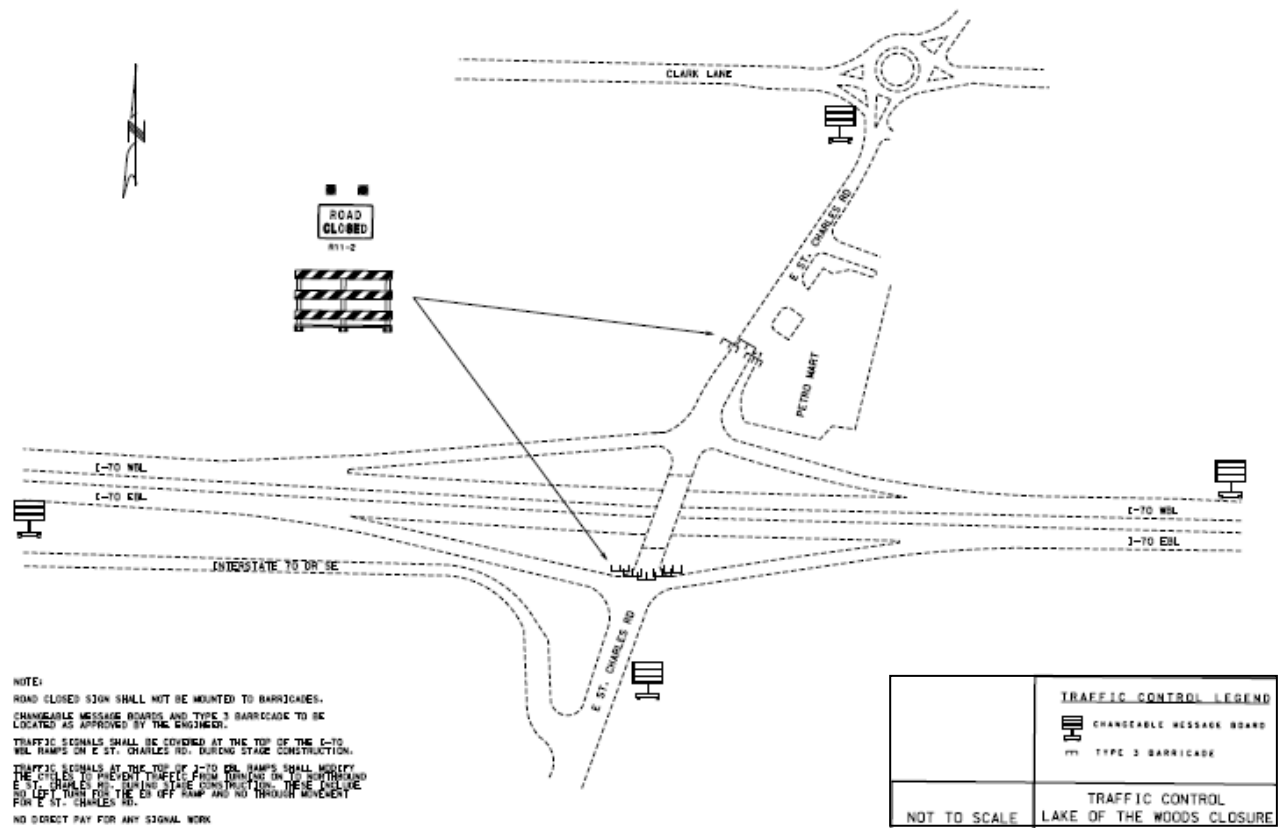 CLARK LANE
N
ROAD
CLOSED
R11-2
E ST. CHARLES RD
PETRO MART
I-70 WBL
I-70 EBL
I-70 WBL
I-70 EBL
INTERSTATE 70 DR SE
E ST. CHARLES RD
NOTE:
ROAD CLOSED SIGN SHALL NOT BE MOUNTED TO BARRICADES.
CHANGEABLE MESSAGE BOARDS AND TYPE 3 BARRICADE TO BE
LOCATED AS APPROVED BY THE ENGINEER.
TRAFFIC SIGNALS SHALL BE COVERED AT THE TOP OF THE I-70
WBL RAMPS ON E ST. CHARLES RD. DURING STAGE CONSTRUCTION.
TRAFFIC SIGNALS AT THE TOP OF I-70 EBL RAMPS SHALL MODIFY
THE CYCLES TO PREVENT TRAFFIC FROM TURNING ON TO NORTHBOUND
E ST. CHARLES RD. DURING STAGE CONSTRUCTION. THESE INCLUDE
NO LEFT TURN FOR THE EB OFF RAMP AND NO THROUGH MOVEMENT
FOR E ST. CHARLES RD.
NO DIRECT PAY FOR ANY SIGNAL WORK
TRAFFIC CONTROL LEGEND
CHANGEABLE MESSAGE BOARD
TYPE 3 BARRICADE
NOT TO SCALE
TRAFFIC CONTROL
LAKE OF THE WOODS CLOSURE